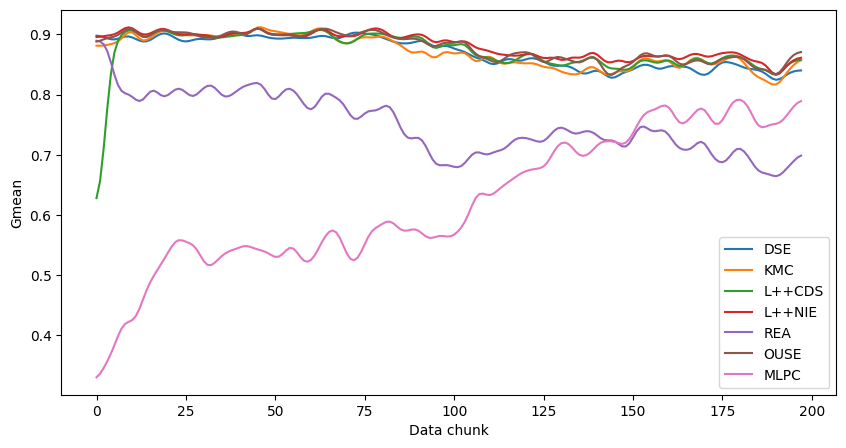 Gmean
0.9
0.8
0.7
0.6
0.5
0.4
0 25 50 75 100 125 150 175 200
Data chunk
DSE
KMC
L++CDS
L++NIE
REA
OUSE
MLPC